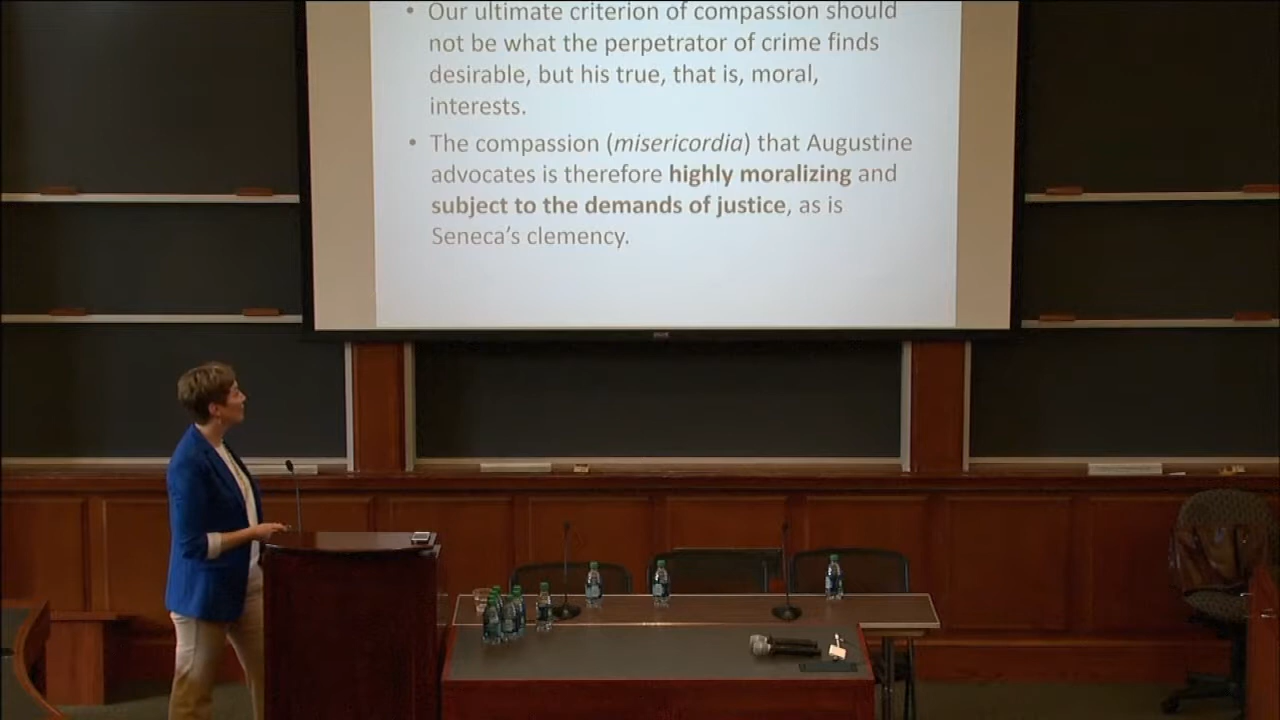 • Our ultimate criterion of compassion should
not be what the perpetrator of crime finds
desirable, but his true, that is, moral,
interests.
• The compassion (misericordia) that Augustine
advocates is therefore highly moralizing and
subject to the demands of justice, as is
Seneca’s clemency.